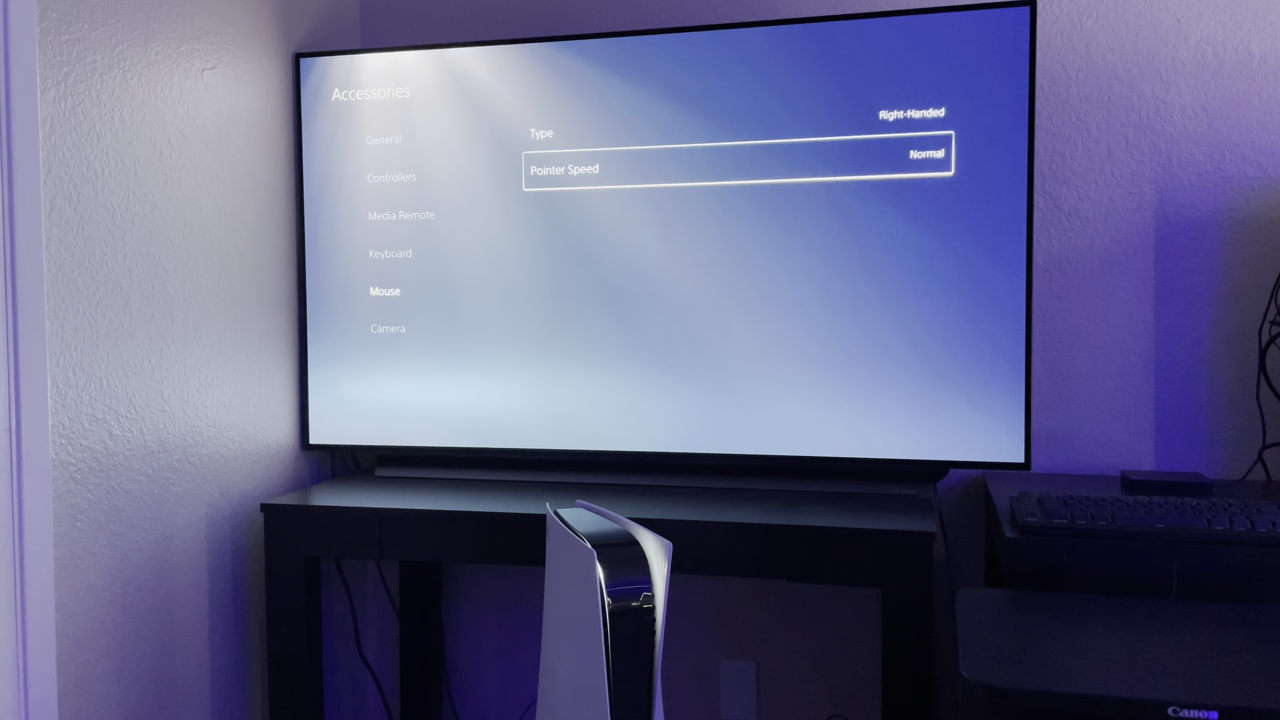 Accessories
General
Controllers
Media Remote
Keyboard
Mouse
Camera
Type Right-Handed
Pointer Speed Normal
Canon